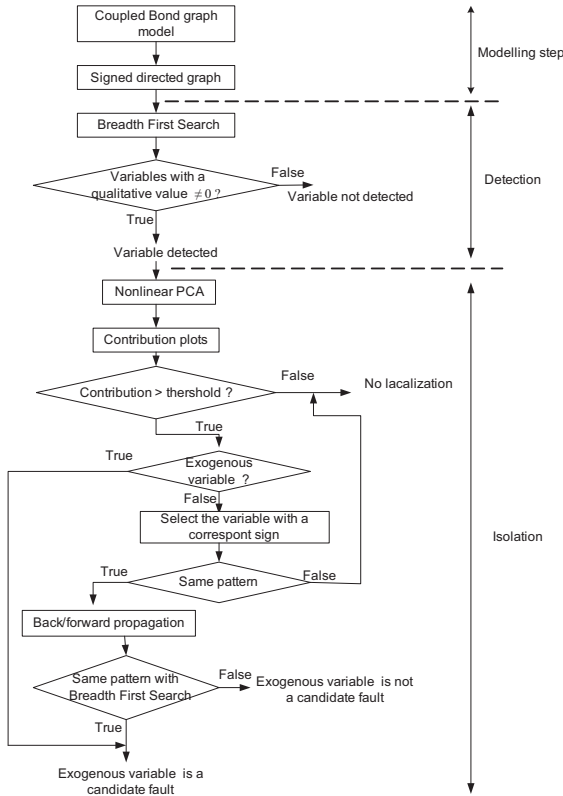 Coupled Bond graph
model
Modelling step
Signed directed graph
Breadth First Search
Variables with a
qualitative value ≠0 ?
False
Variable not detected
Detection
True
Variable detected
Nonlinear PCA
Contribution plots
False
Contribution > thershold ?
No lacalization
True
True
Exogenous
variable ?
False
Select the variable with a
correspont sign
Isolation
True
Same pattern
False
Back/forward propagation
Same pattern with
Breadth First Search
False
Exogenous variable is not
a candidate fault
True
Exogenous variable is a
candidate fault